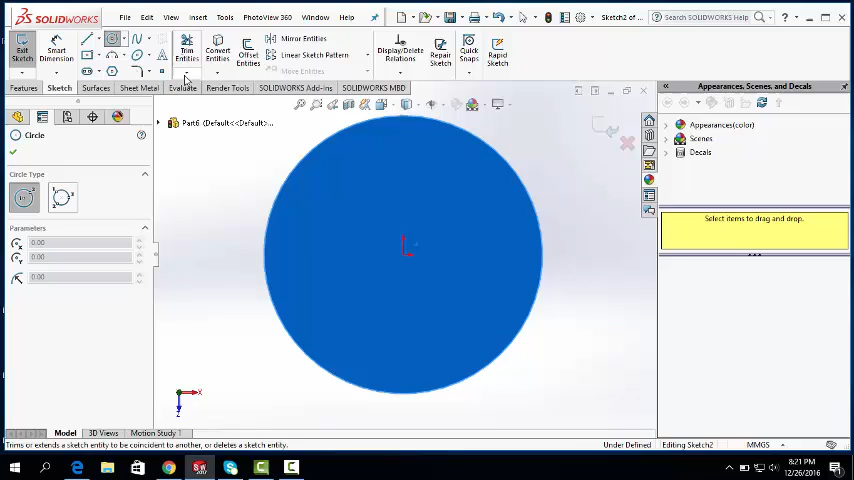 SOLIDWORKS
File Edit View Insert Tools PhotoView 360 Window Help
Sketch2 of ...
Search SOLIDWORKS Help
Exit Sketch
Smart Dimension
Trim Entities
Convert Entities
Offset Entities
Mirror Entities
Linear Sketch Pattern
Move Entities
Display/Delete Relations
Repair Sketch
Quick Snaps
Rapid Sketch
Features Sketch Surfaces Sheet Metal Evaluate Render Tools SOLIDWORKS Add-Ins SOLIDWORKS MBD
Appearances, Scenes, and Decals
Part6 (Default<<Default>...
Circle
Circle Type
Parameters
0.00
0.00
0.00
Appearances(color)
Scenes
Decals
Select items to drag and drop.
X
Z
Model 3D Views Motion Study 1
Trims or extends a sketch entity to be coincident to another, or deletes a sketch entity.
Under Defined Editing Sketch2 MMGS
8:21 PM
12/26/2016